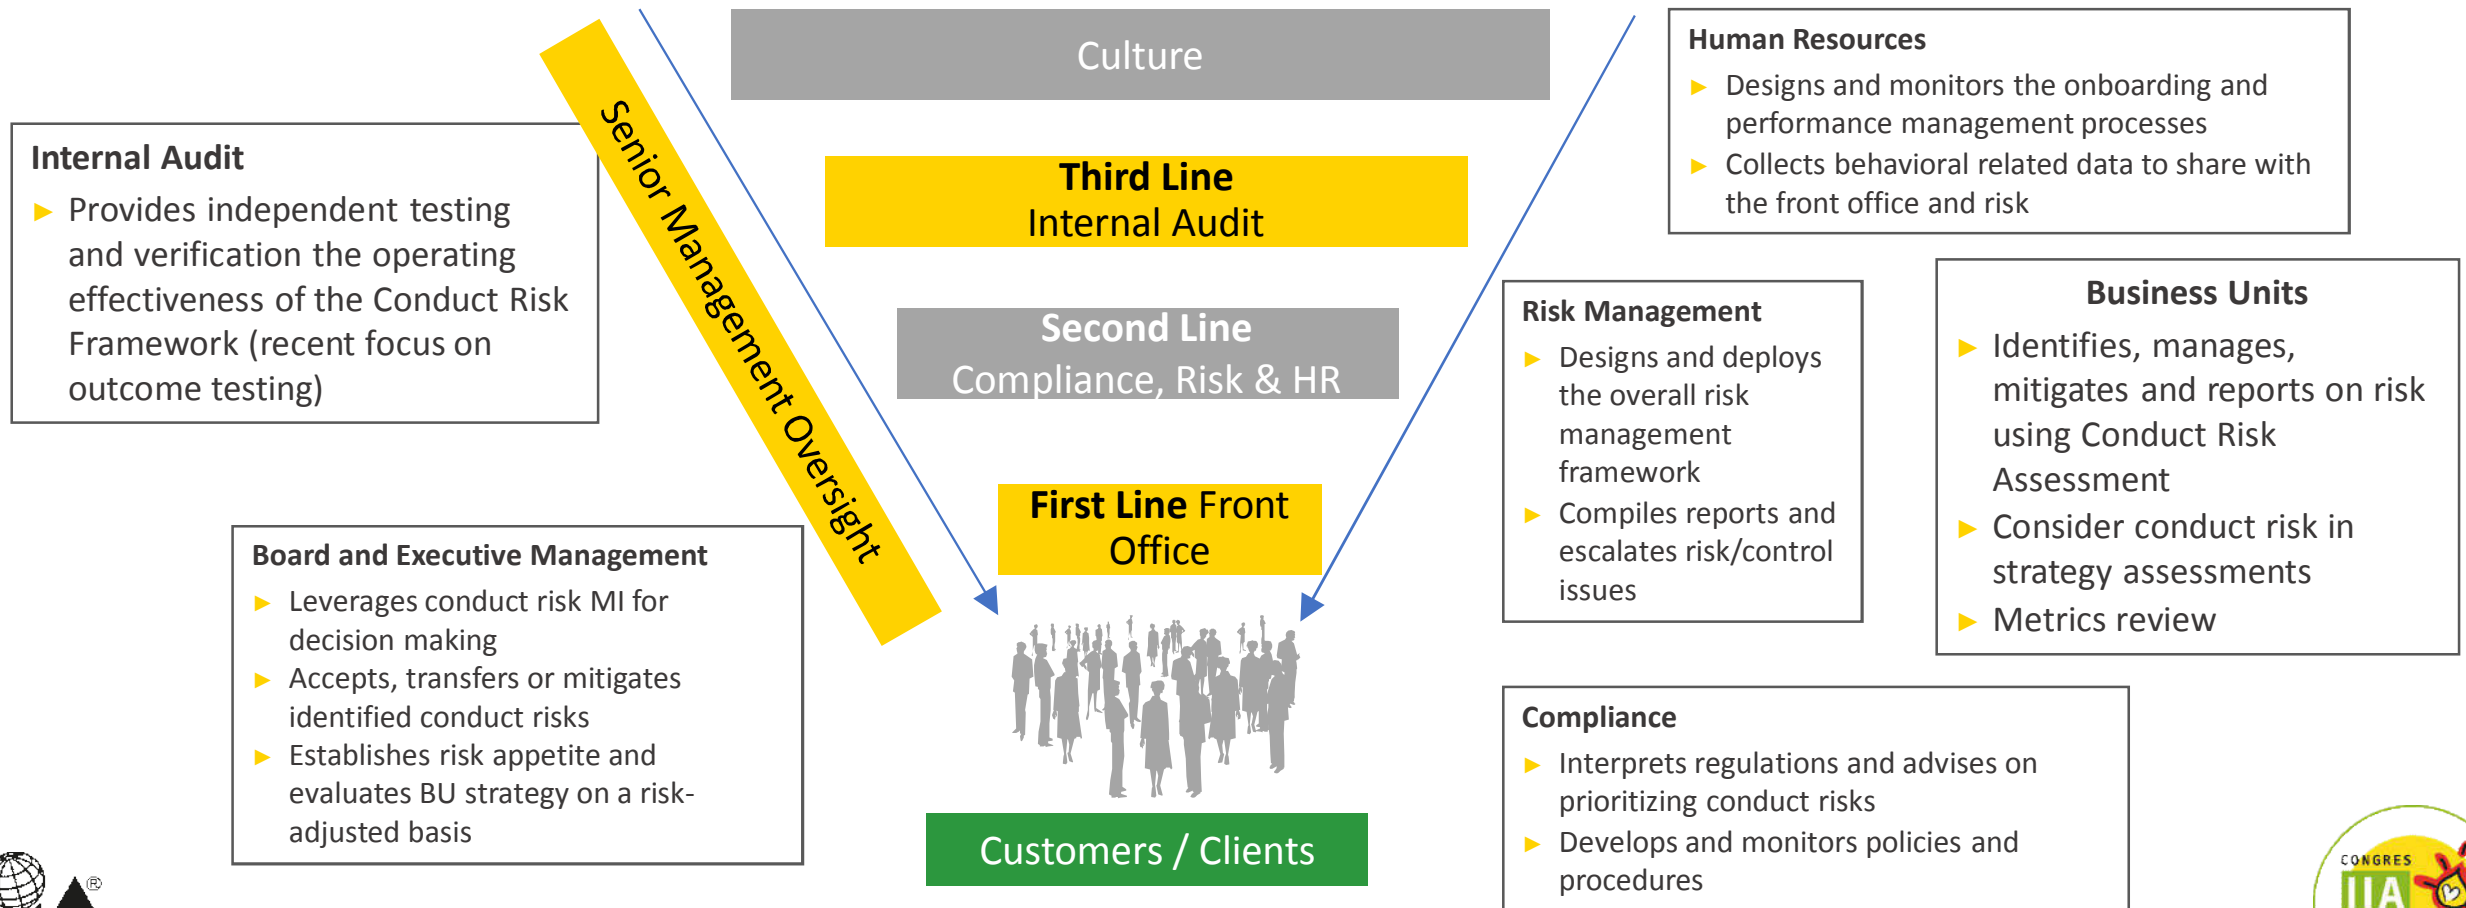 Culture
Human Resources
► Designs and monitors the onboarding and
performance management processes
► Collects behavioral related data to share with
the front office and risk
Senior Management Oversight
Internal Audit
► Provides independent testing
and verification the operating
effectiveness of the Conduct Risk
Framework (recent focus on
outcome testing)
Third Line
Internal Audit
Second Line
Compliance, Risk & HR
First Line Front
Office
Risk Management
► Designs and deploys
the overall risk
management
framework
► Compiles reports and
escalates risk/control
issues
Business Units
► Identifies, manages,
mitigates and reports on risk
using Conduct Risk
Assessment
► Consider conduct risk in
strategy assessments
► Metrics review
Board and Executive Management
► Leverages conduct risk MI for
decision making
► Accepts, transfers or mitigates
identified conduct risks
► Establishes risk appetite and
evaluates BU strategy on a risk-
adjusted basis
Customers / Clients
Compliance
► Interprets regulations and advises on
prioritizing conduct risks
► Develops and monitors policies and
procedures
®
CONGRES
IIA